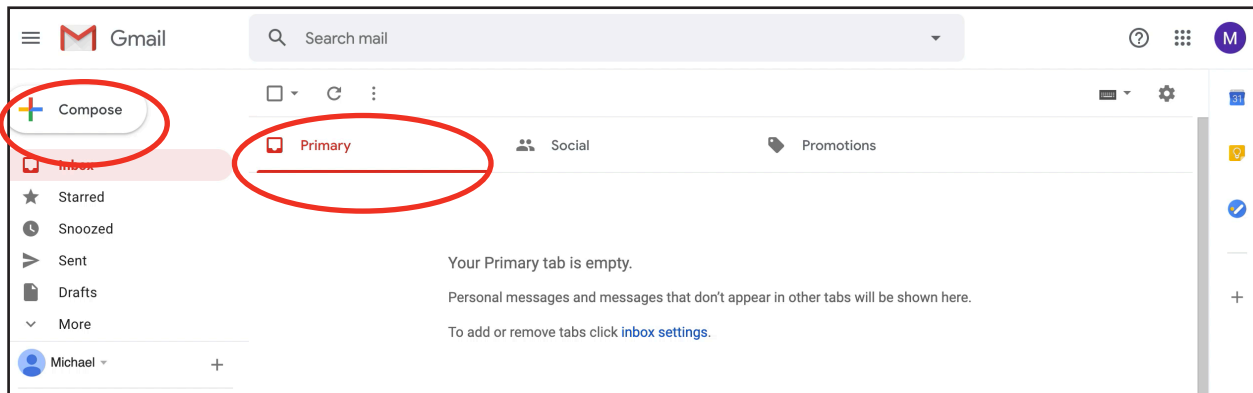 Gmail
Search mail
M
Compose
31
Primary
Social
Promotions
Inbox
Starred
Snoozed
Sent
Drafts
More
Michael
Your Primary tab is empty.
Personal messages and messages that don't appear in other tabs will be shown here.
To add or remove tabs click inbox settings.